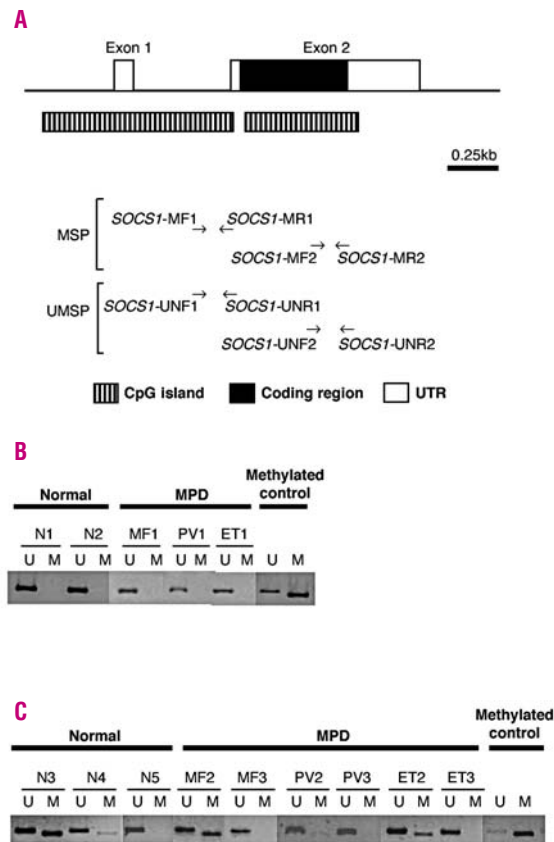 A
Exon 1 Exon 2
0.25kb
MSP
SOCS1-MF1 SOCS1-MR1
SOCS1-MF2 SOCS1-MR2
UMSP
SOCS1-UNF1 SOCS1-UNR1
SOCS1-UNF2 SOCS1-UNR2
CpG island Coding region UTR
B
Normal MPD Methylated control
N1 N2 MF1 PV1 ET1
U M U M U M U M U M U M
C
Normal MPD Methylated control
N3 N4 N5 MF2 MF3 PV2 PV3 ET2 ET3
U M U M U M U M U M U M U M U M U M U M